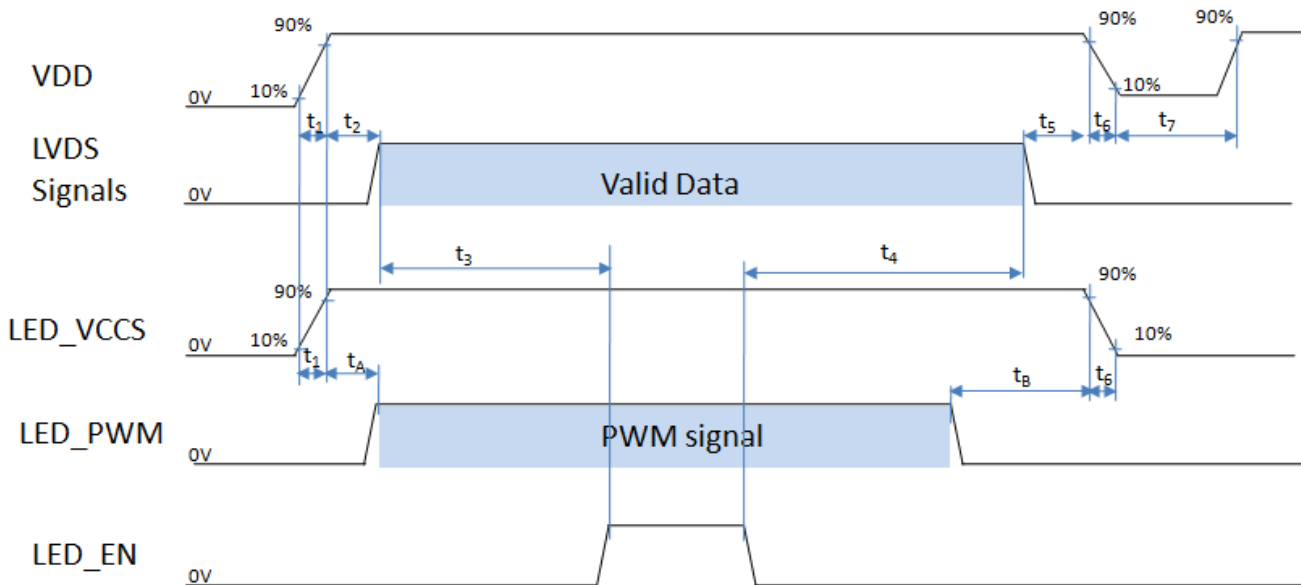 90%
90%
90%
VDD
10%
10%
0V
t1
t2
t5
t6
t7
LVDS
Signals
Valid Data
0V
t3
t4
90%
90%
LED_VCCS
10%
10%
0V
t1
tA
tB
t6
LED_PWM
PWM signal
0V
LED_EN
0V